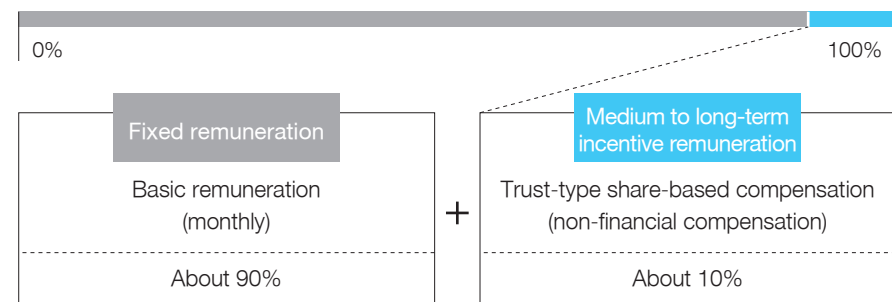 0%
100%
Fixed remuneration
Basic remuneration
(monthly)
About 90%
+
Medium to long-term
incentive remuneration
Trust-type share-based compensation
(non-financial compensation)
About 10%